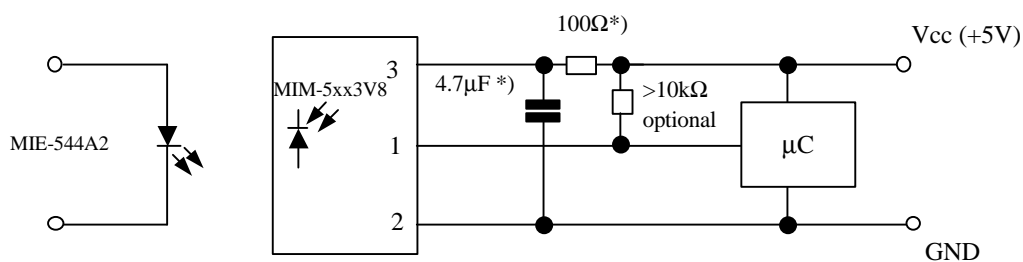 100Ω*)
Vcc (+5V)
3
4.7μF *)
MIM-5xx3V8
>10kΩ
optional
MIE-544A2
1
μC
2
GND